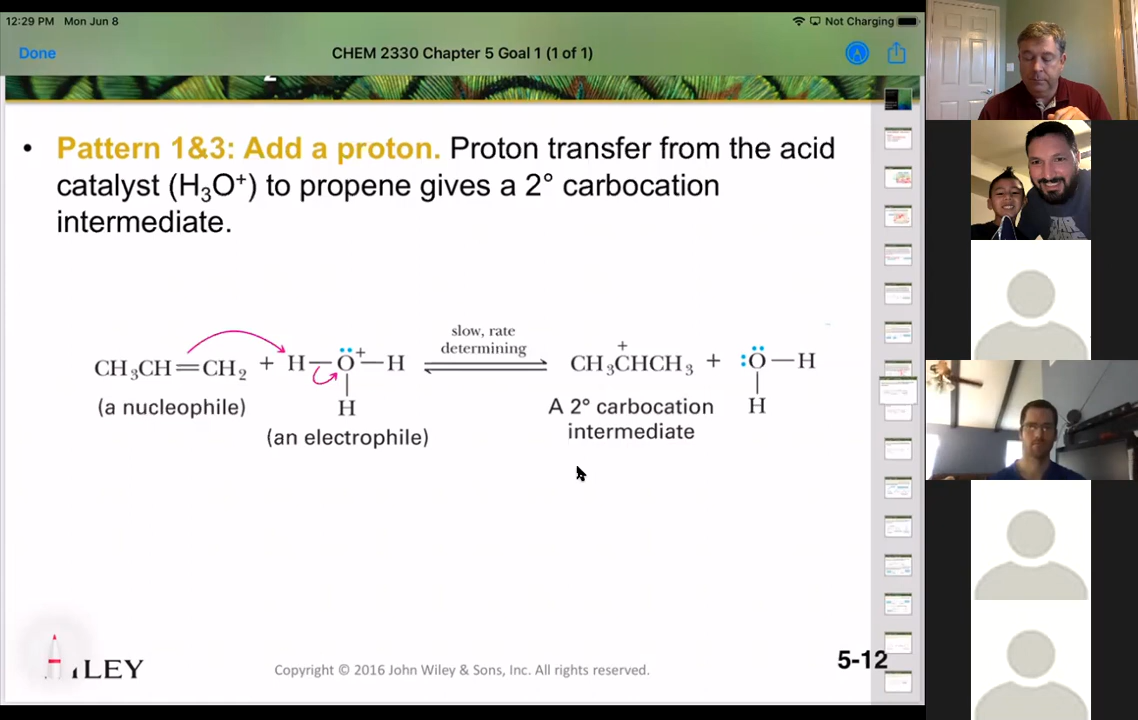 12:29 PM Mon Jun 8
Not Charging
Done
CHEM 2330 Chapter 5 Goal 1 (1 of 1)
• Pattern 1&3: Add a proton. Proton transfer from the acid
catalyst (H₃O⁺) to propene gives a 2° carbocation
intermediate.
slow, rate
determining
CH₃CH=CH₂ + H—Ö⁺—H CH₃C⁺HCH₃ + :Ö—H
(a nucleophile) H A 2° carbocation H
(an electrophile) intermediate
WILEY
Copyright © 2016 John Wiley & Sons, Inc. All rights reserved.
5-12